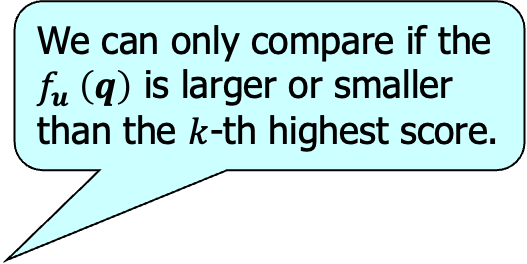 We can only compare if the
f_u (q) is larger or smaller
than the k-th highest score.